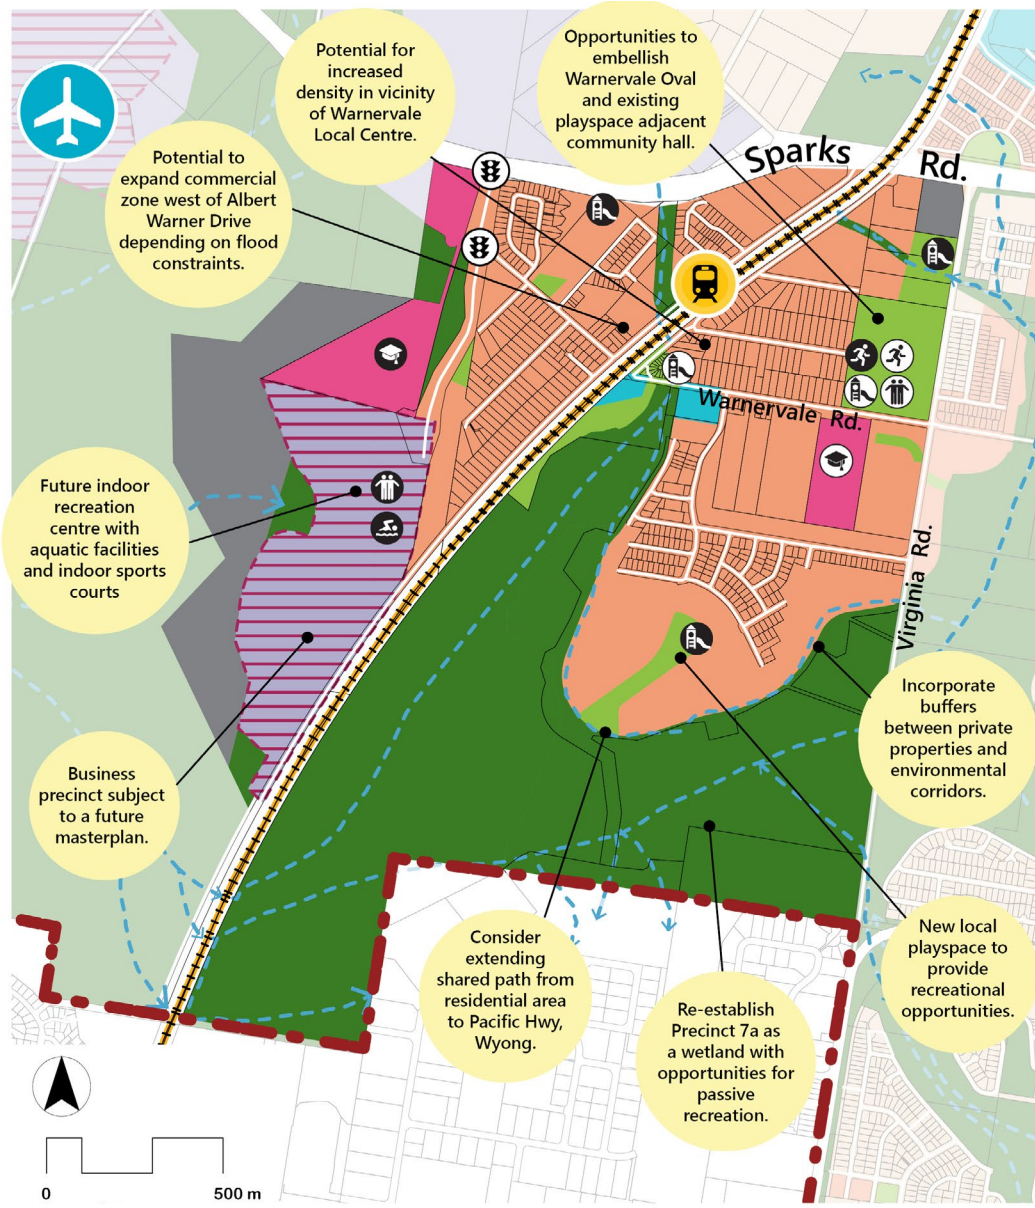 Potential for
increased
density in vicinity
of Warnervale
Local Centre.
Opportunities to
embellish
Warnervale Oval
and existing
playspace adjacent
community hall.
Potential to
expand commercial
zone west of Albert
Warner Drive
depending on flood
constraints.
Sparks Rd.
Warnervale Rd.
Virginia Rd.
Future indoor
recreation
centre with
aquatic facilities
and indoor sports
courts
Incorporate
buffers
between private
properties and
environmental
corridors.
Business
precinct subject
to a future
masterplan.
Consider
extending
shared path from
residential area
to Pacific Hwy,
Wyong.
New local
playspace to
provide
recreational
opportunities.
Re-establish
Precinct 7a as
a wetland with
opportunities for
passive
recreation.
0 500 m